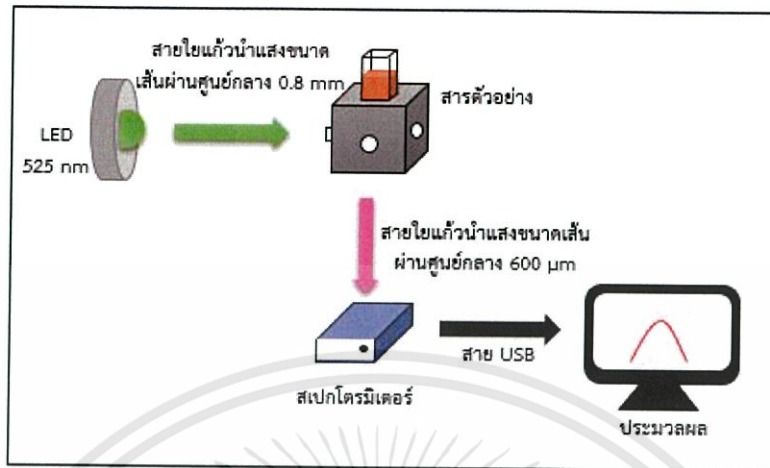 สายใยแก้วนำแสงขนาด
เส้นผ่านศูนย์กลาง 0.8 mm
สารตัวอย่าง
LED
525 nm
สายใยแก้วนำแสงขนาดเส้น
ผ่านศูนย์กลาง 600 µm
สาย USB
สเปกโตรมิเตอร์
ประมวลผล